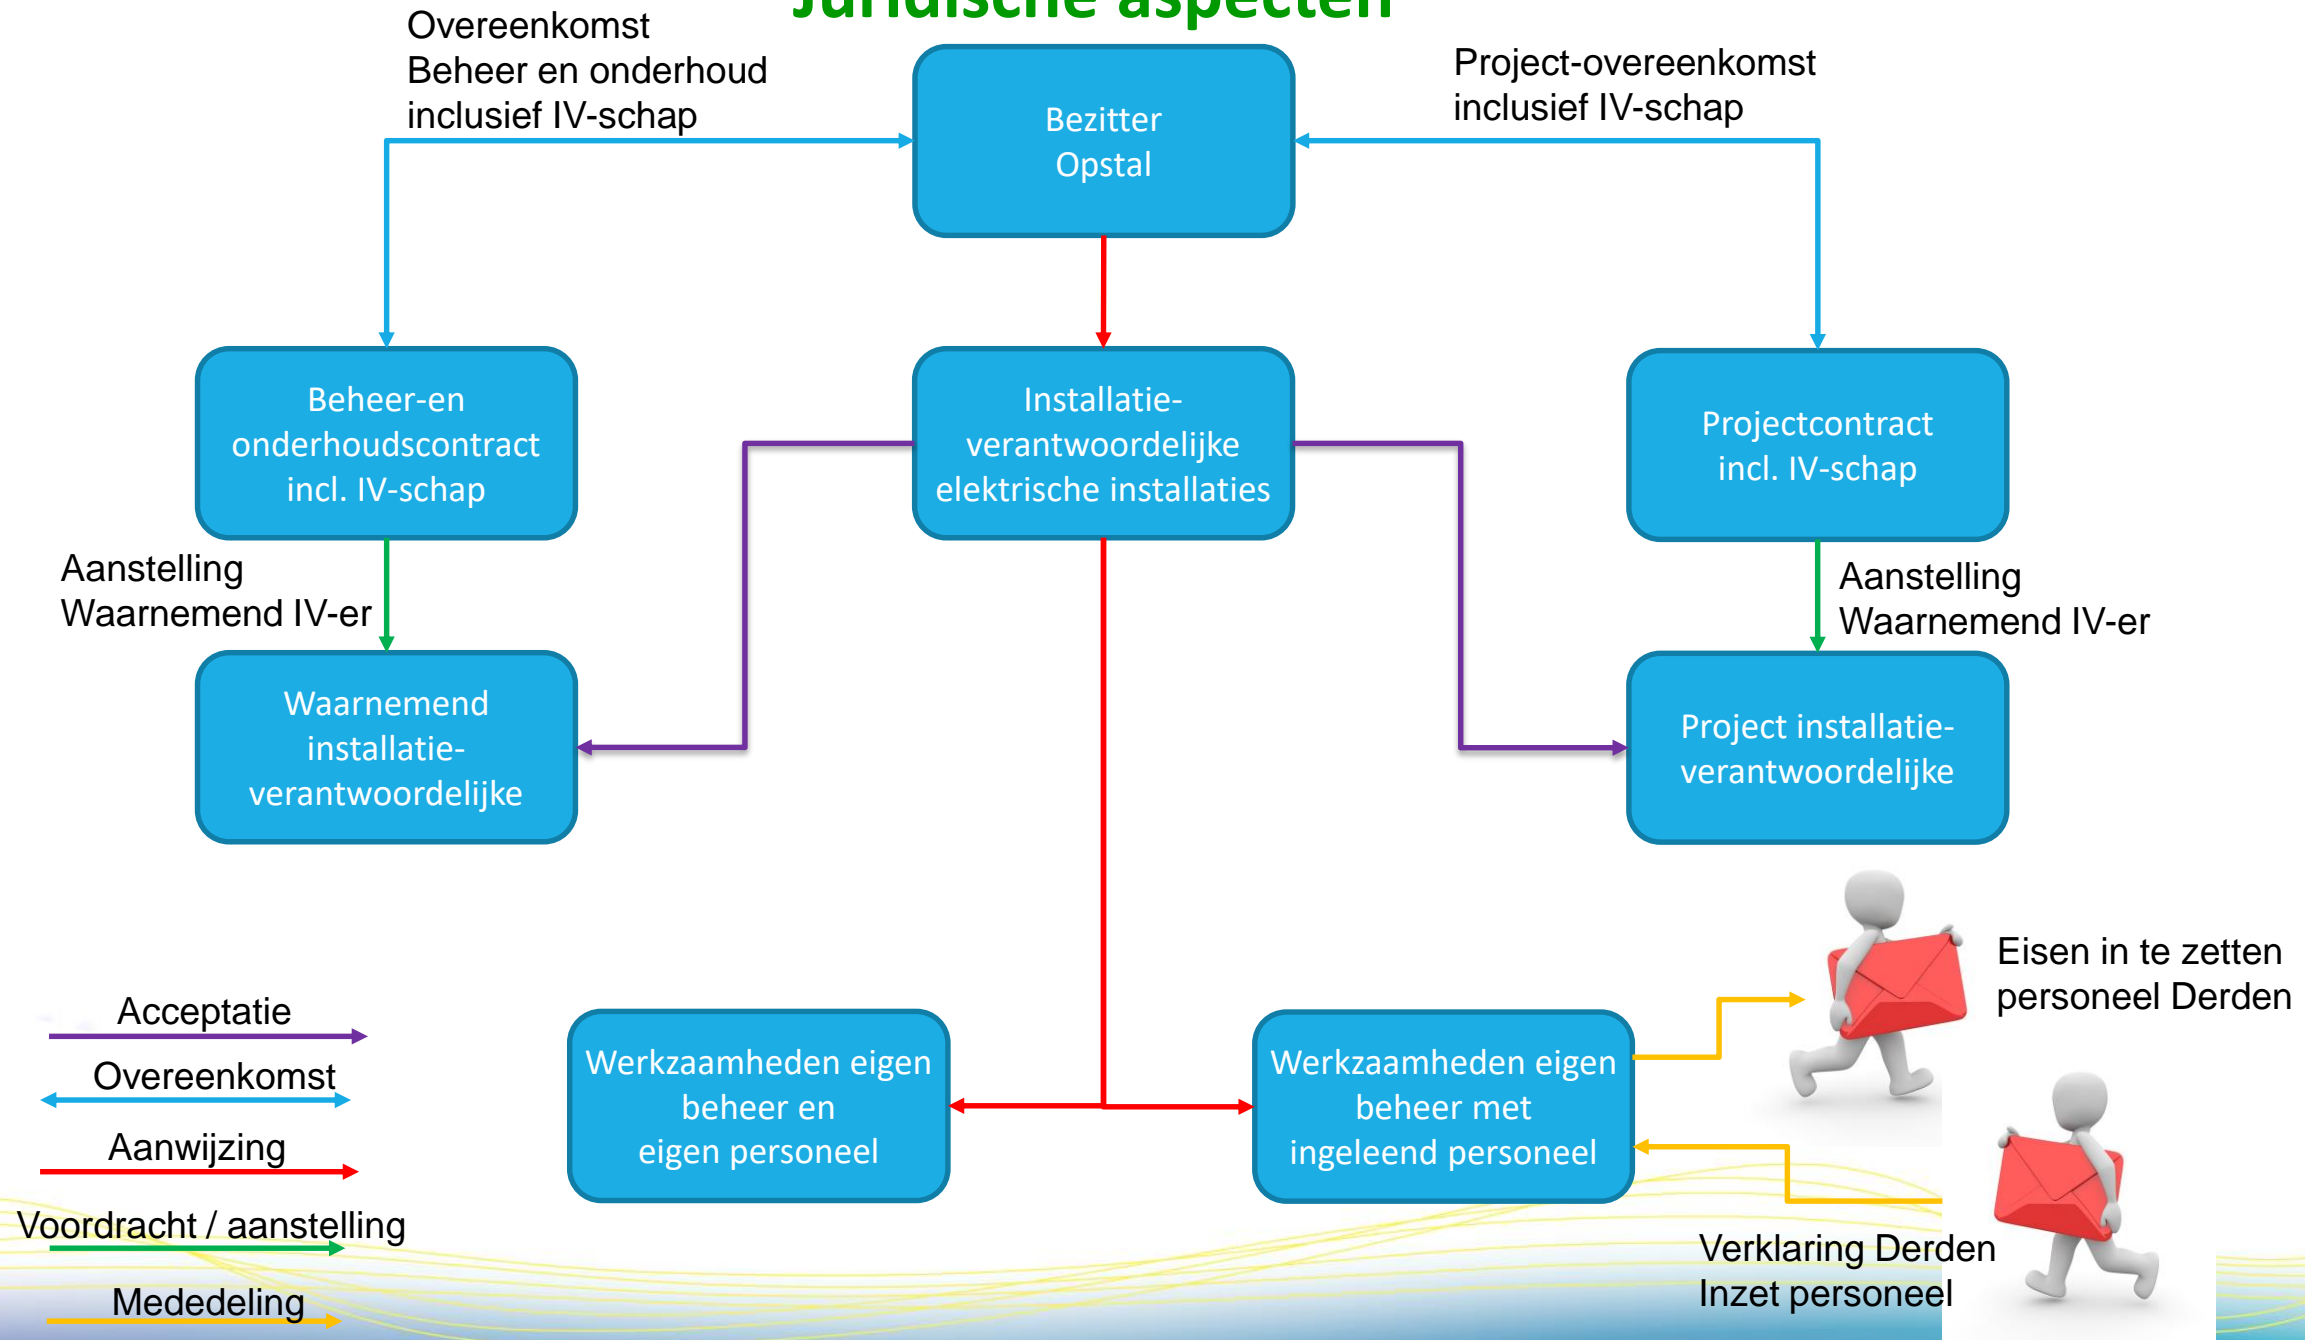 Juridische aspecten
Overeenkomst
Beheer en onderhoud
inclusief IV-schap
Bezitter
Opstal
Project-overeenkomst
inclusief IV-schap
Beheer-en
onderhoudscontract
incl. IV-schap
Installatie-
verantwoordelijke
elektrische installaties
Projectcontract
incl. IV-schap
Aanstelling
Waarnemend IV-er
Aanstelling
Waarnemend IV-er
Waarnemend
installatie-
verantwoordelijke
Project installatie-
verantwoordelijke
Eisen in te zetten
personeel Derden
Acceptatie
Overeenkomst
Aanwijzing
Voordracht / aanstelling
Mededeling
Werkzaamheden eigen
beheer en
eigen personeel
Werkzaamheden eigen
beheer met
ingeleend personeel
Verklaring Derden
Inzet personeel